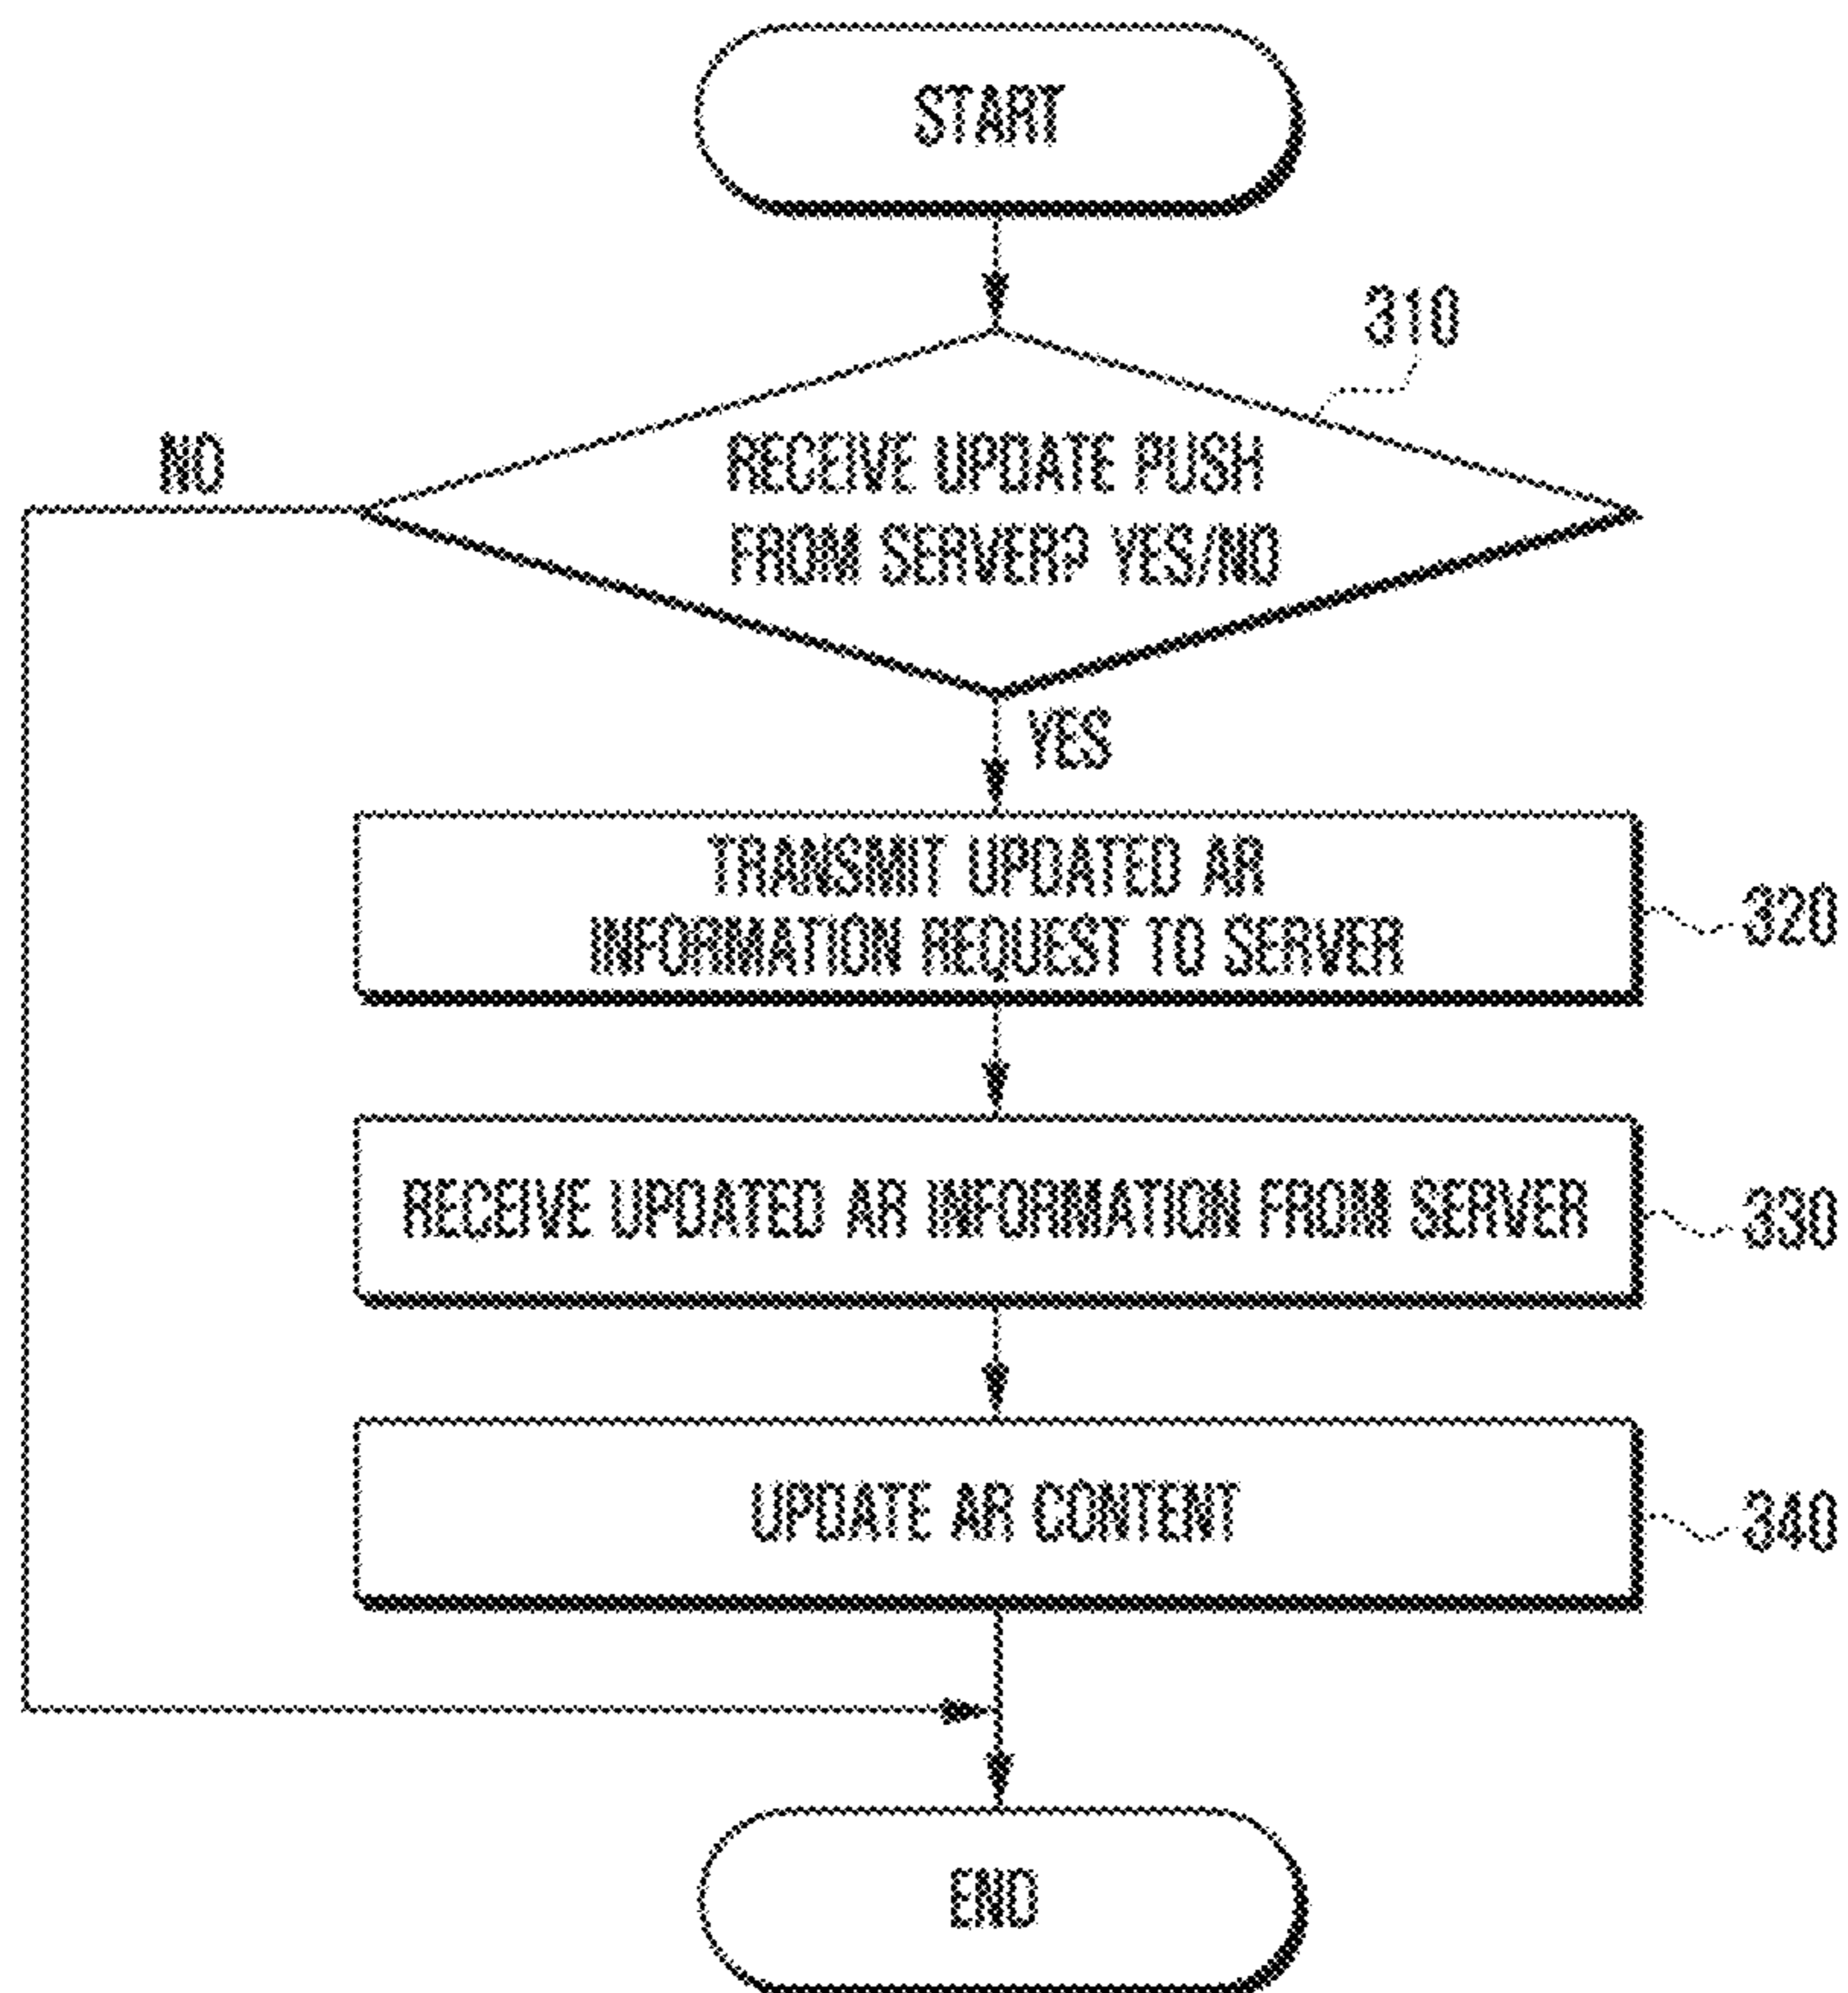 START
310
NO
RECEIVE UPDATE PUSH
FROM SERVER? YES/NO
YES
TRANSMIT UPDATED AR
INFORMATION REQUEST TO SERVER
320
RECEIVE UPDATED AR INFORMATION FROM SERVER
330
UPDATE AR CONTENT
340
END